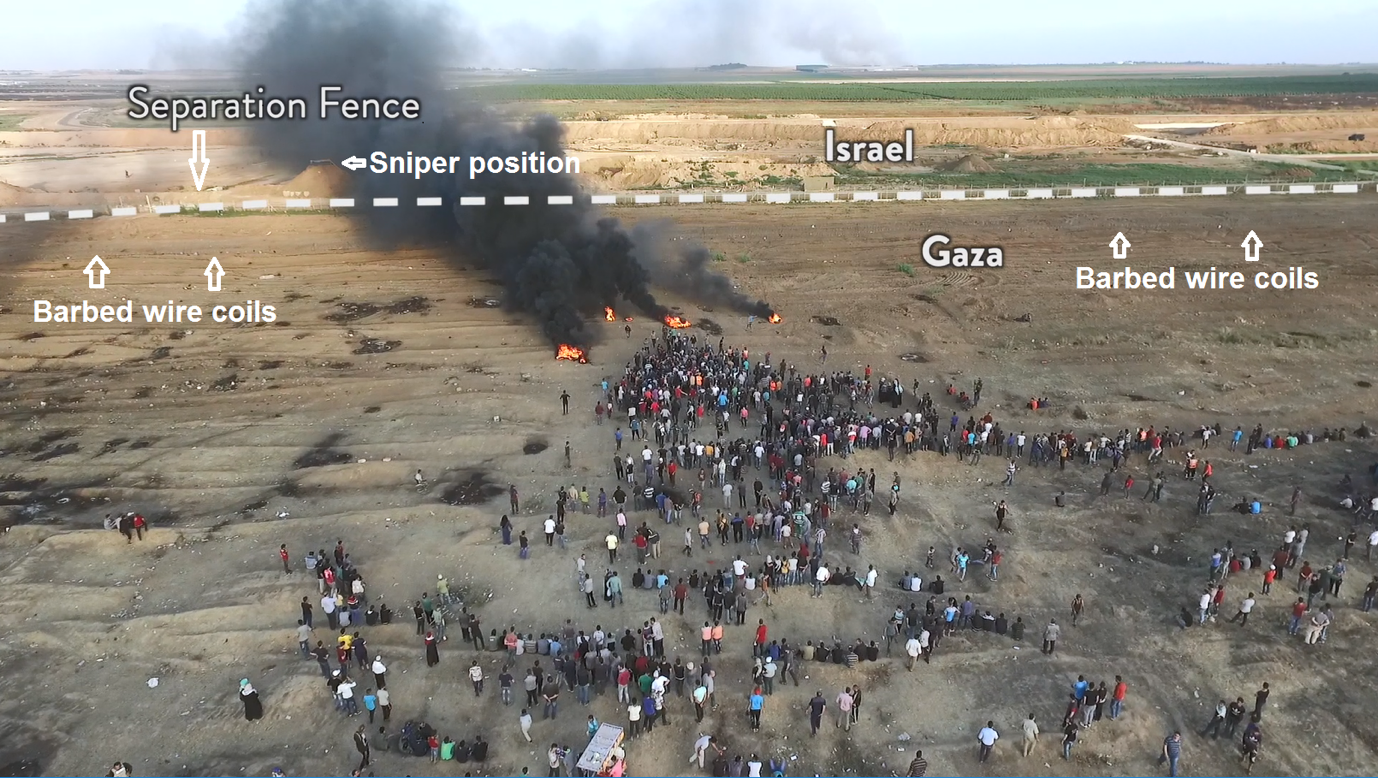 Separation Fence
Sniper position
Israel
Gaza
Barbed wire coils
Barbed wire coils